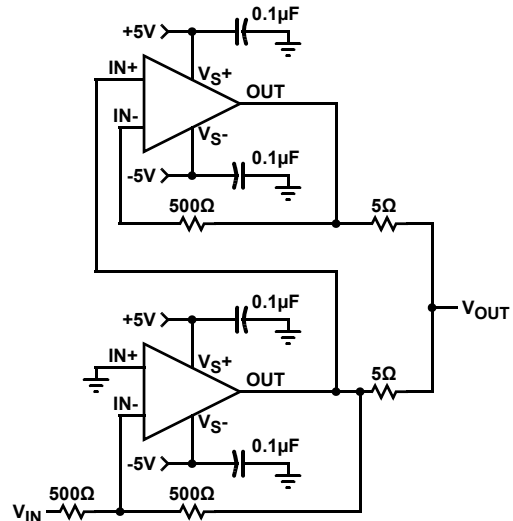 0.1µF
+5V
IN+
VS+
OUT
IN-
VS-
0.1µF
-5V
500Ω
5Ω
VOUT
0.1µF
+5V
IN+
VS+
OUT
5Ω
IN-
VS-
0.1µF
-5V
500Ω
500Ω
VIN